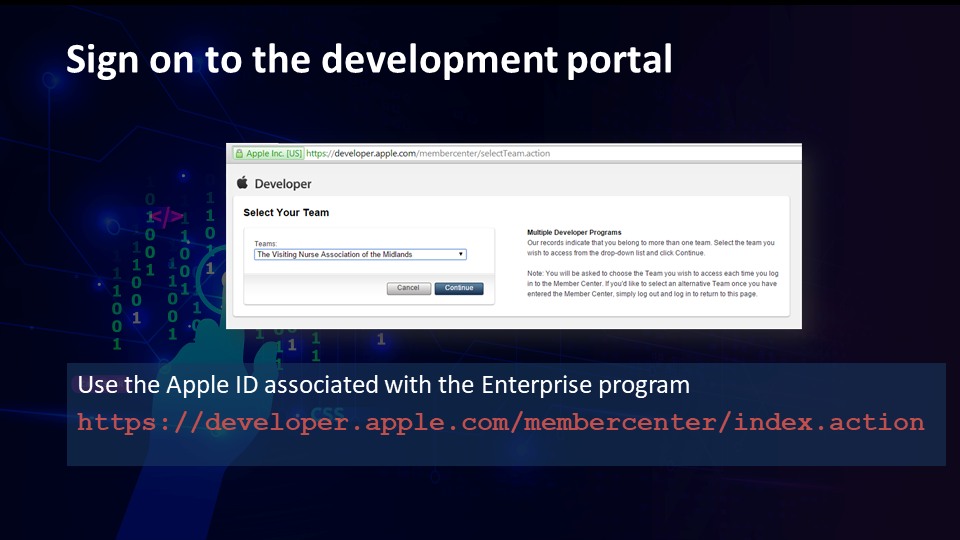 Sign on to the development portal
Apple Inc. [US] https://developer.apple.com/membercenter/selectTeam.action
Developer
Select Your Team
Teams:
The Visiting Nurse Association of the Midlands
Cancel
Continue
Multiple Developer Programs
Our records indicate that you belong to more than one team. Select the team you
wish to access from the drop-down list and click Continue.
Note: You will be asked to choose the Team you wish to access each time you log
in to the Member Center. If you'd like to select an alternative Team once you have
entered the Member Center, simply log out and log in to return to this page.
</>
CSS
Use the Apple ID associated with the Enterprise program
https://developer.apple.com/membercenter/index.action